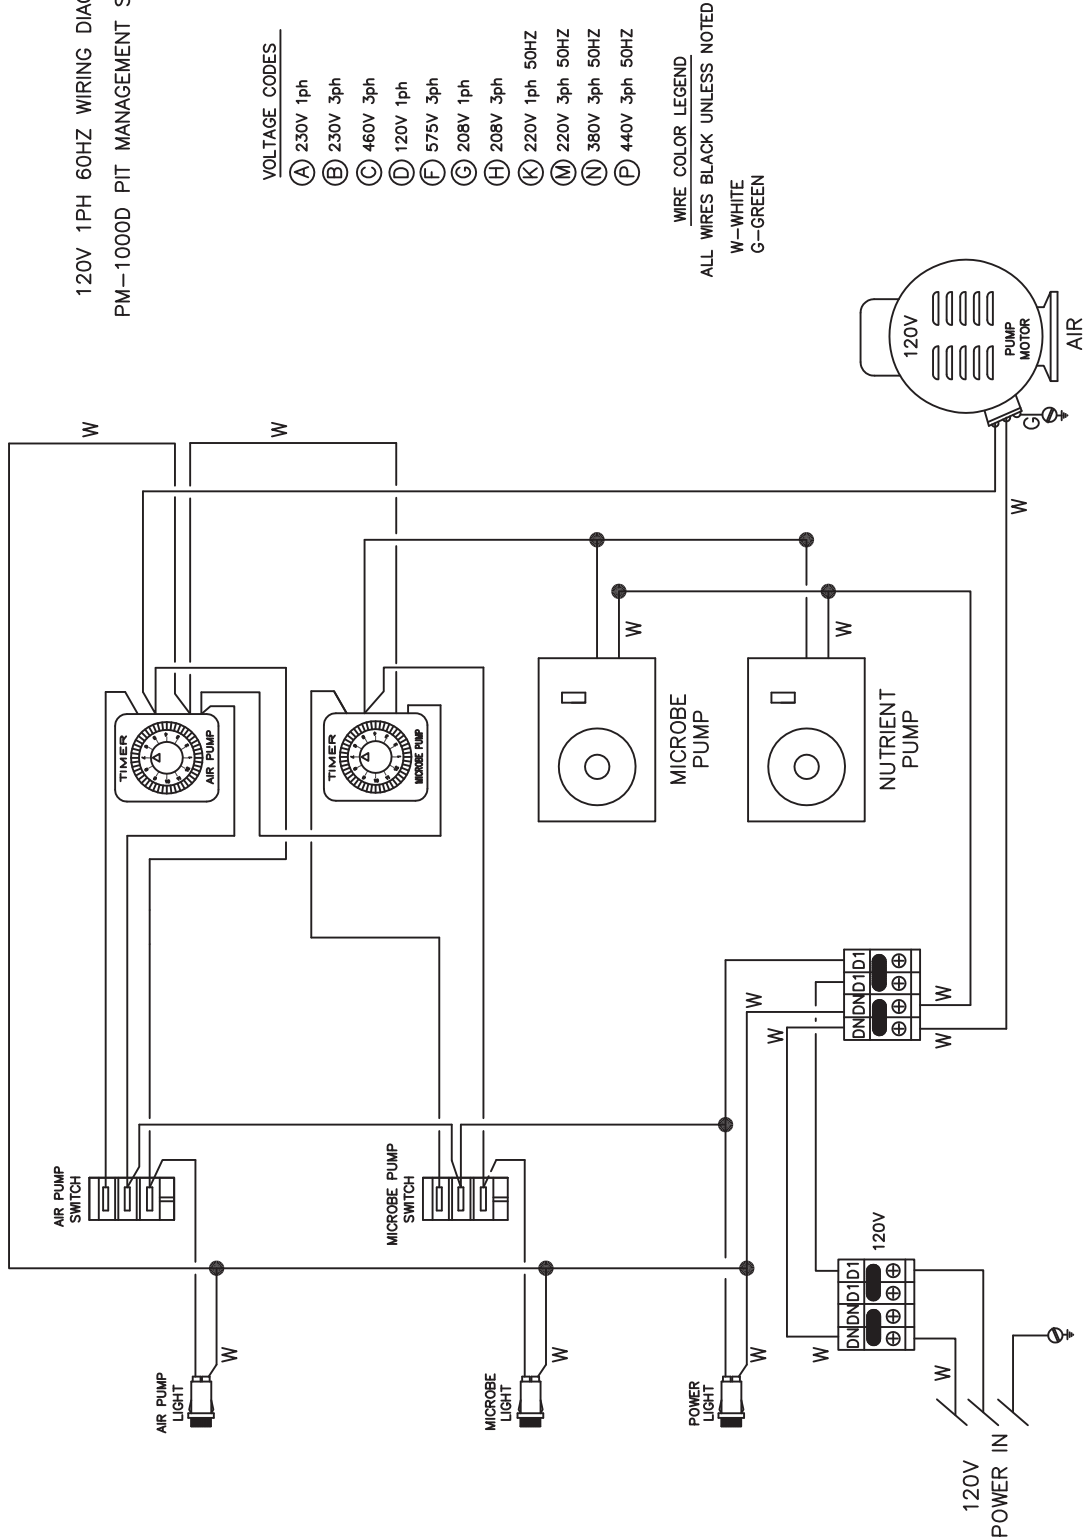 120V 1PH 60HZ WIRING
PM-1000D PIT MANAGEMENT
VOLTAGE CODES
A 230V 1ph
B 230V 3ph
C 460V 3ph
D 120V 1ph
F 575V 3ph
G 208V 1ph
H 208V 3ph
K 220V 1ph 50HZ
M 220V 3ph 50HZ
N 380V 3ph 50HZ
P 440V 3ph 50HZ
WIRE COLOR LEGEND
ALL WIRES BLACK UNLESS NOTED
W-WHITE
G-GREEN
W
W
TIMER
AIR PUMP
TIMER
MICROBE PUMP
W
MICROBE
PUMP
W
NUTRIENT
PUMP
120V
PUMP
MOTOR
AIR
G
W
AIR PUMP
SWITCH
MICROBE PUMP
SWITCH
W
W
DN DN D1 D1
W
W
AIR PUMP
LIGHT
W
MICROBE
LIGHT
W
POWER
LIGHT
W
W
DN DN D1 D1
120V
W
120V
POWER IN